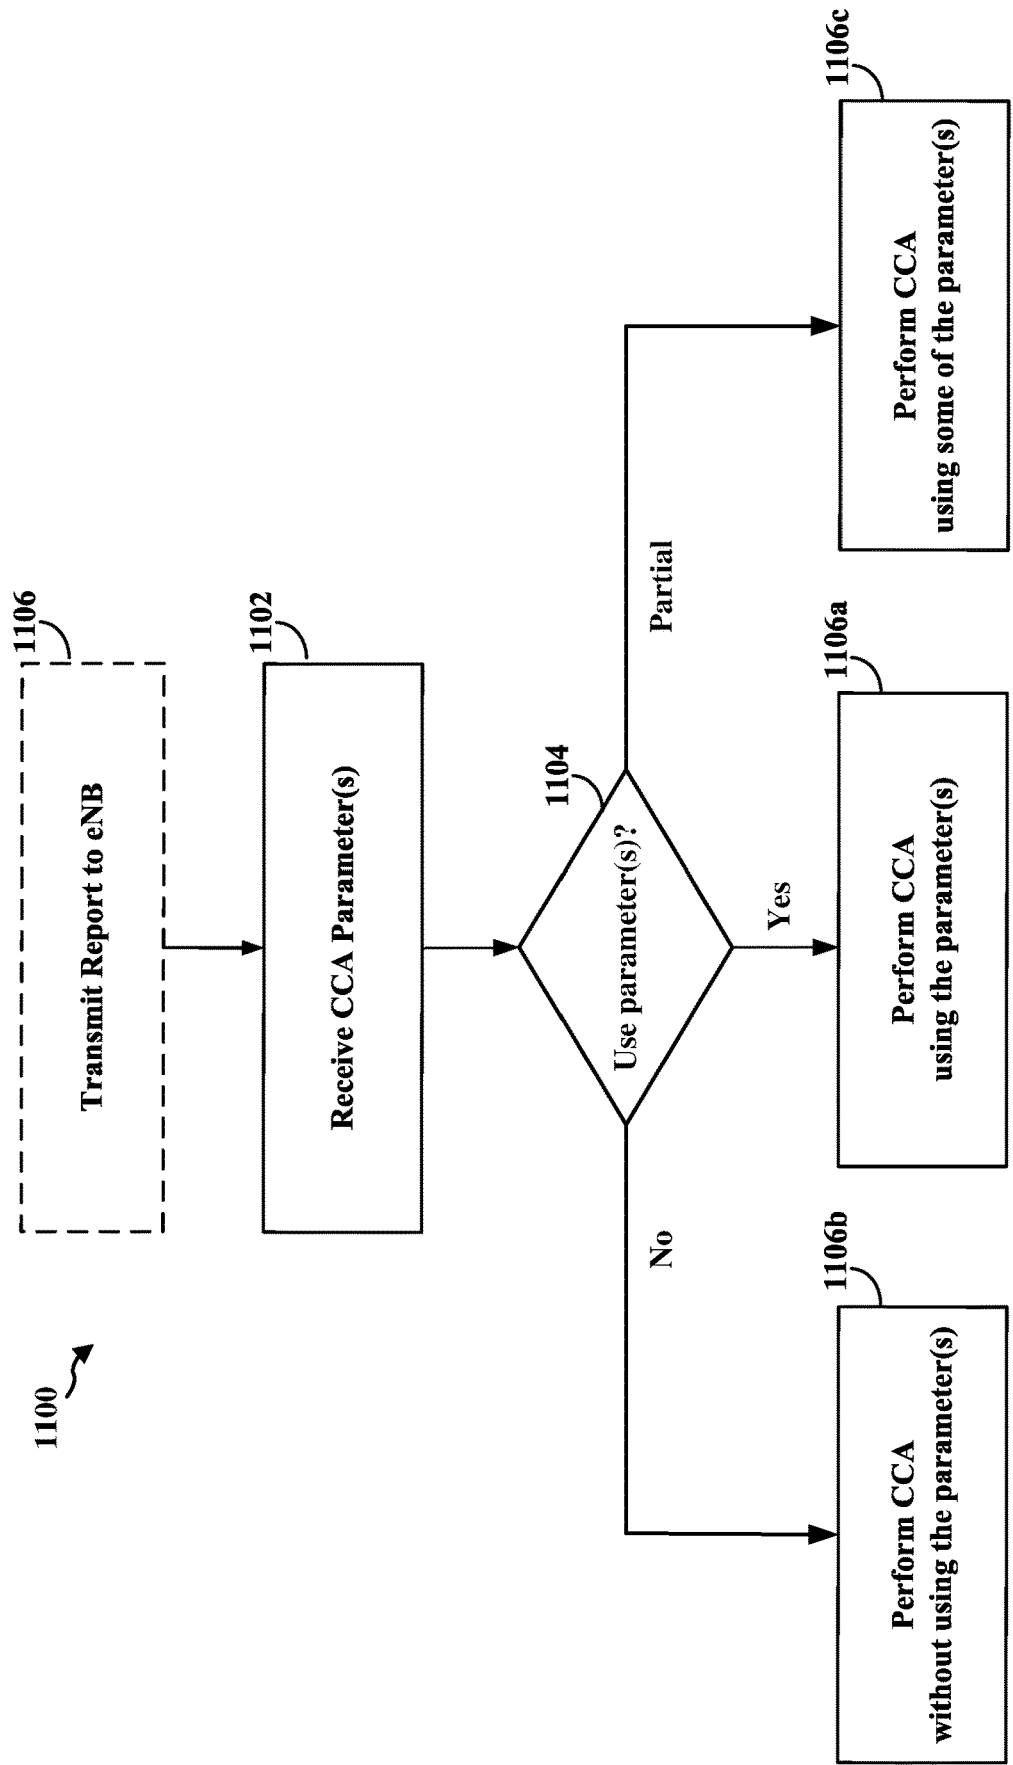 1100
1106
Transmit Report to eNB
1102
Receive CCA Parameter(s)
1104
Use parameter(s)?
No
Yes
Partial
1106b
Perform CCA
without using the parameter(s)
1106a
Perform CCA
using the parameter(s)
1106c
Perform CCA
using some of the parameter(s)